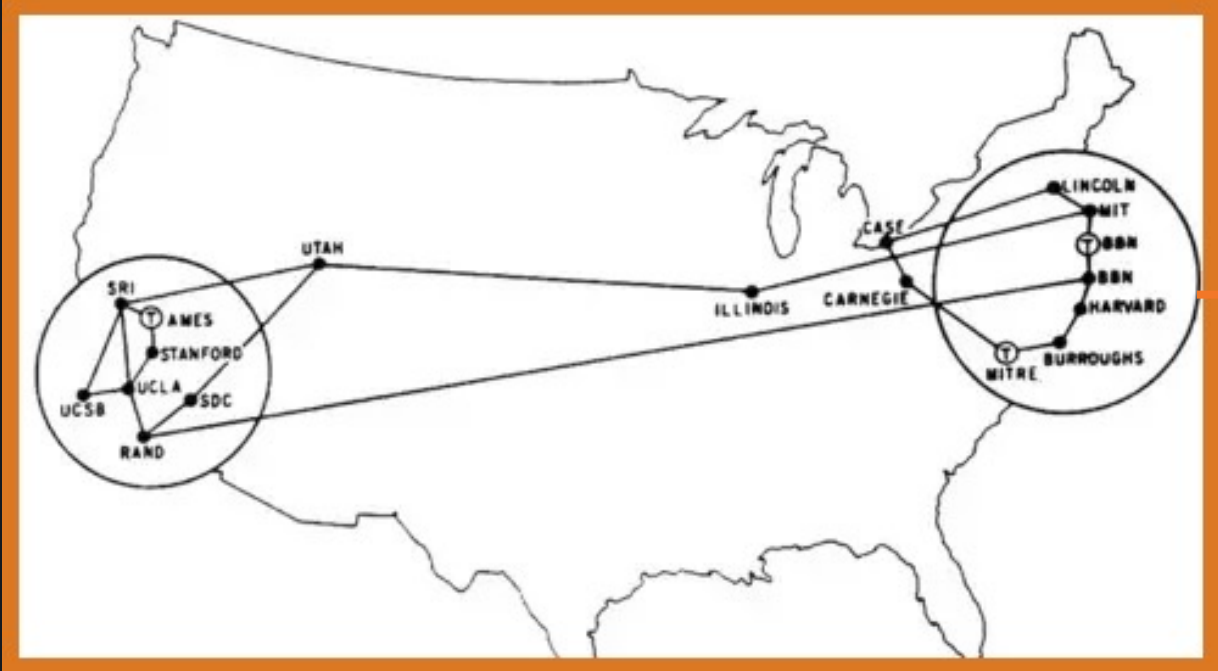 LINCOLN
MIT
CASE
T BBN
UTAH
BBN
SRI
ILLINOIS
CARNEGIE
HARVARD
T AMES
STANFORD
T
BURROUGHS
MITRE
UCLA
SDC
UCSB
RAND